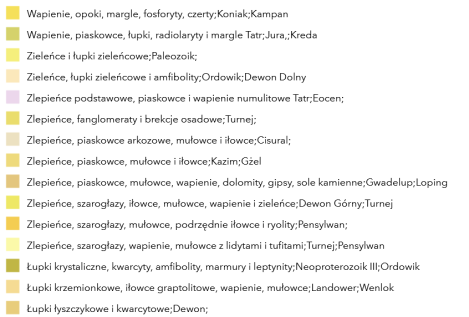 Wapienie, opoki, margle, fosforyty, czerty;Koniak;Kampan
Wapienie, piaskowce, łupki, radiolaryty i margle Tatr;Jura,;Kreda
Zieleńce i łupki zieleńcowe;Paleozoik;
Zieleńce, łupki zieleńcowe i amfibolity;Ordowik;Dewon Dolny
Zlepieńce podstawowe, piaskowce i wapienie numulitowe Tatr;Eocen;
Zlepieńce, fanglomeraty i brekcje osadowe;Turnej;
Zlepieńce, piaskowce arkozowe, mułowce i iłowce;Cisural;
Zlepieńce, piaskowce, mułowce i iłowce;Kazim;Gżel
Zlepieńce, piaskowce, mułowce, wapienie, dolomity, gipsy, sole kamienne;Gwadelup;Loping
Zlepieńce, szarogłazy, iłowce, mułowce, wapienie i zieleńce;Dewon Górny;Turnej
Zlepieńce, szarogłazy, mułowce, podrzędnie iłowce i ryolity;Pensylwan;
Zlepieńce, szarogłazy, wapienie, mułowce z lidytami i tufitami;Turnej;Pensylwan
Łupki krystaliczne, kwarcyty, amfibolity, marmury i leptynity;Neoproterozoik III;Ordowik
Łupki krzemionkowe, iłowce graptolitowe, wapienie, mułowce;Landower;Wenlok
Łupki łyszczykowe i kwarcytowe;Dewon;